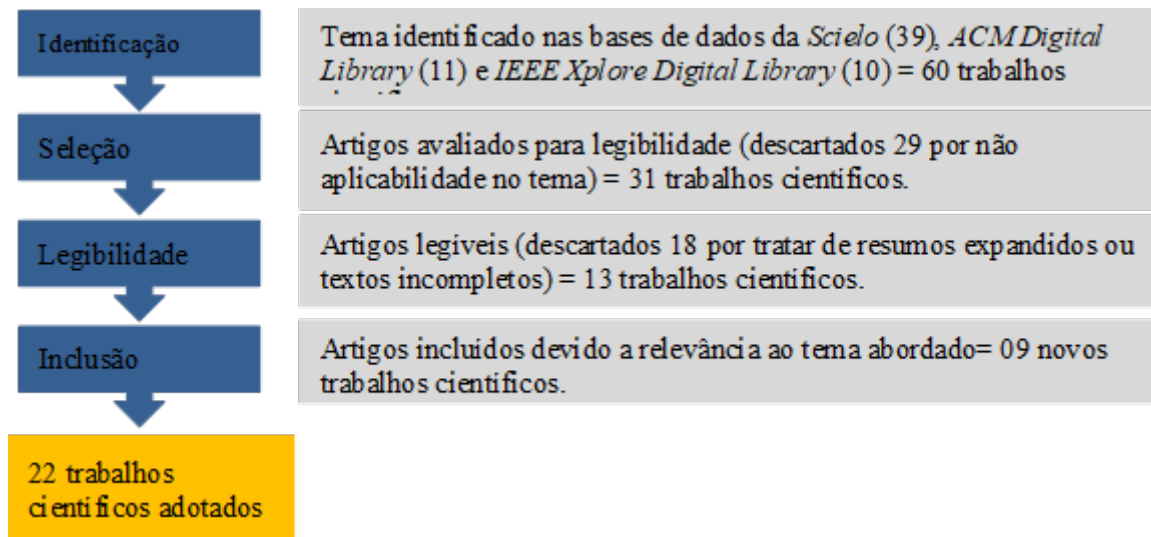 Identificação
Tema identificado nas bases de dados da Scielo (39), ACM Digital
Library (11) e IEEE Xplore Digital Library (10) = 60 trabalhos
Seleção
Artigos avaliados para legibilidade (descartados 29 por não
aplicabilidade no tema) = 31 trabalhos cientificos.
Legibilidade
Artigos legiveis (descartados 18 por tratar de resumos expandidos ou
textos incompletos) = 13 trabalhos cientificos.
Inclusão
Artigos incluidos devido a relevância ao tema abordado= 09 novos
trabalhos cientificos.
22 trabalhos
cientificos adotados